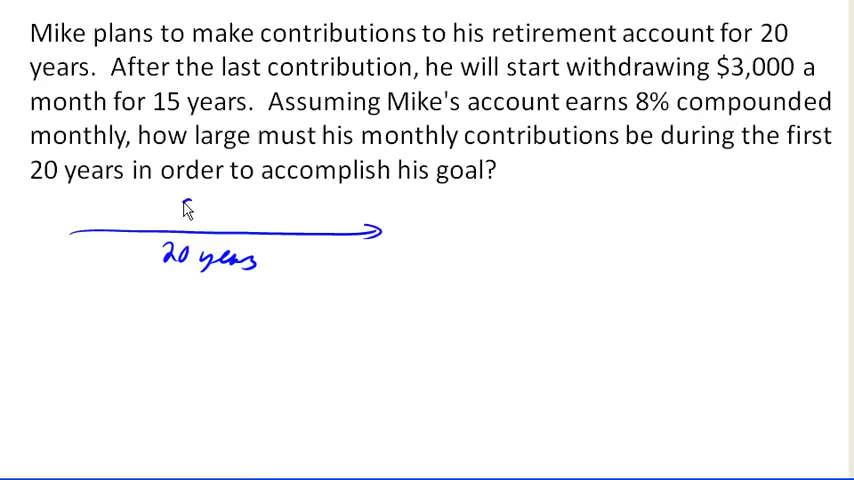 Mike plans to make contributions to his retirement account for 20
years. After the last contribution, he will start withdrawing $3,000 a
month for 15 years. Assuming Mike's account earns 8% compounded
monthly, how large must his monthly contributions be during the first
20 years in order to accomplish his goal?
20 years